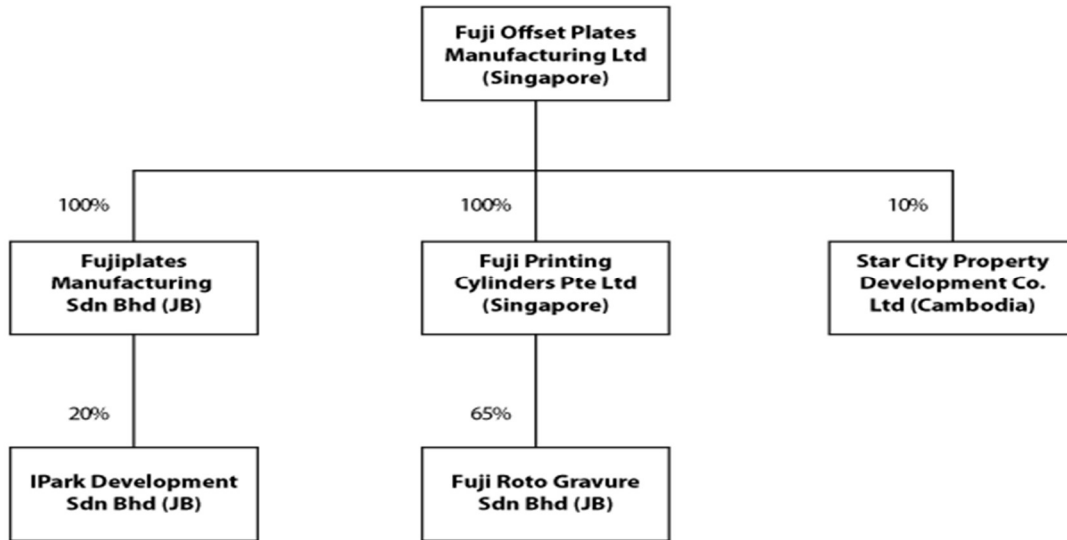 Fuji Offset Plates
Manufacturing Ltd
(Singapore)
100%
100%
10%
Fujiplates
Manufacturing
Sdn Bhd (JB)
Fuji Printing
Cylinders Pte Ltd
(Singapore)
Star City Property
Development Co.
Ltd (Cambodia)
20%
65%
IPark Development
Sdn Bhd (JB)
Fuji Roto Gravure
Sdn Bhd (JB)